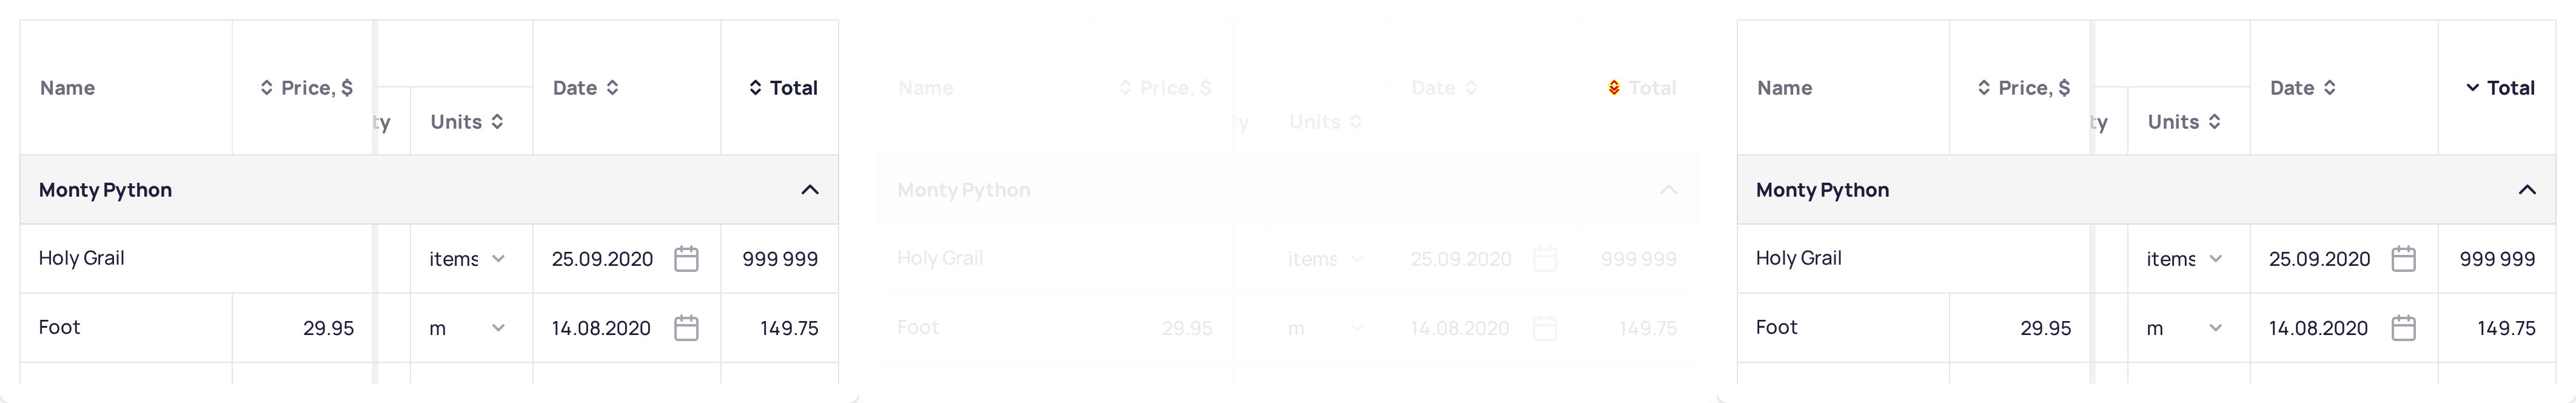 Name Price, $ Date Total Name Price, $ Date Total Name Price, $ Date Total
ty Units y Units ty Units
Monty Python Monty Python Monty Python
Holy Grail items 25.09.2020 999 999 Holy Grail items 25.09.2020 999 999 Holy Grail items 25.09.2020 999 999
Foot 29.95 m 14.08.2020 149.75 Foot 29.95 m 14.08.2020 149.75 Foot 29.95 m 14.08.2020 149.75